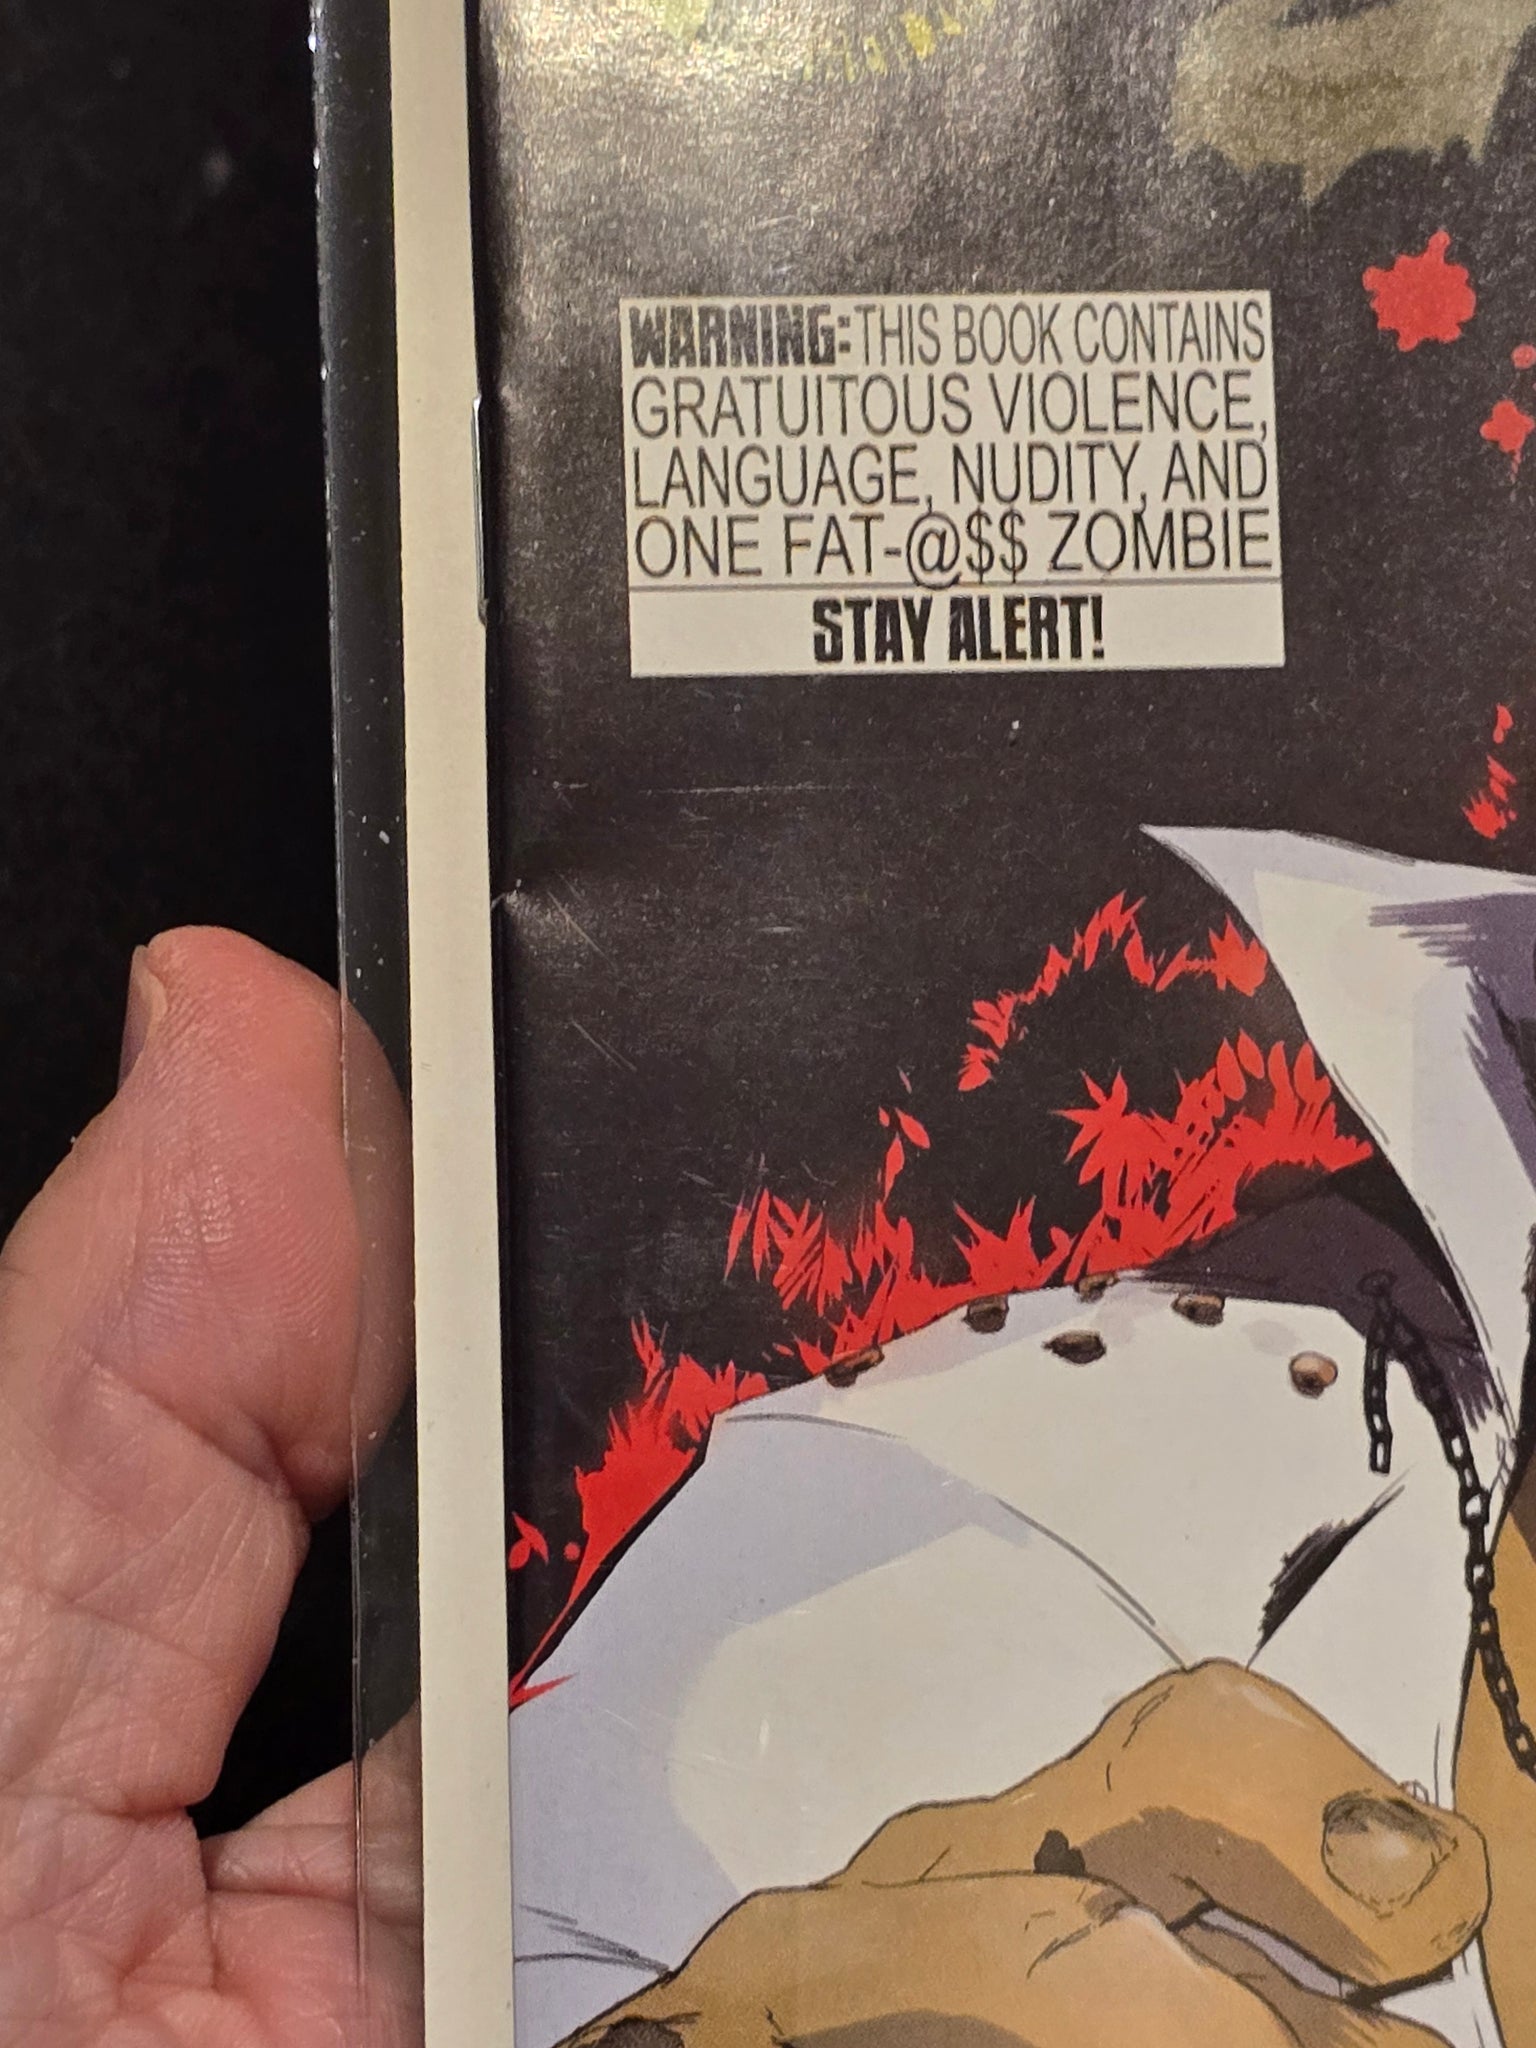 WARNING: THIS BOOK CONTAINS
GRATUITOUS VIOLENCE,
LANGUAGE, NUDITY, AND
ONE FAT-@$$ ZOMBIE
STAY ALERT!